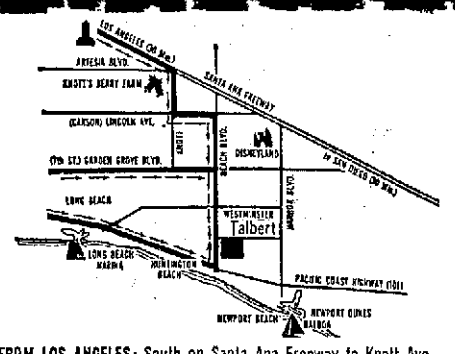 LOS ANGELES (30 Min.)
ARTESIA BLVD.
KNOTT'S BERRY FARM
SANTA ANA FREEWAY
(CARSON) LINCOLN AVE.
KNOTT
BEACH BLVD.
DISNEYLAND
TO SAN DIEGO (90 Min.)
(7th ST.) GARDEN GROVE BLVD.
HARBOR BLVD.
LONG BEACH
WESTMINSTER
Talbert
LONG BEACH
MARINA
HUNTINGTON
BEACH
PACIFIC COAST HIGHWAY (101)
NEWPORT BEACH
NEWPORT DUNES
BALBOA
FROM LOS ANGELES: South on Santa Ana Freeway to Knott Ave.